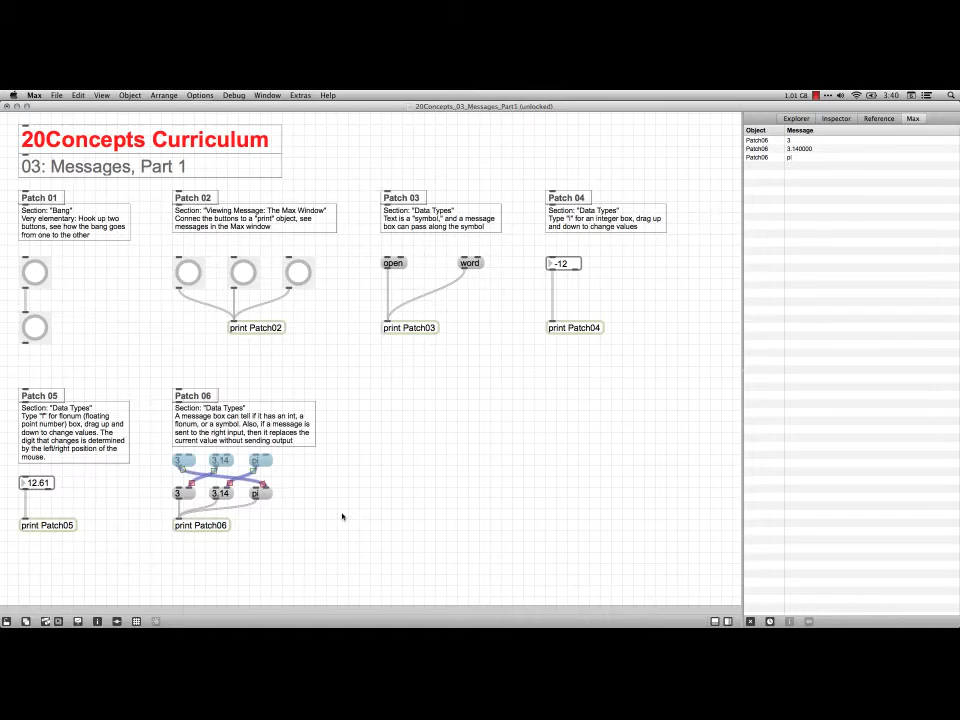 Max File Edit View Object Arrange Options Debug Window Extras Help 1.01 GB 3:40
20Concepts_03_Messages_Part1 (unlocked)
Explorer Inspector Reference Max
Object Message
Patch06 3
Patch06 3.140000
Patch06 pi
20Concepts Curriculum
03: Messages, Part 1
Patch 01
Section: "Bang"
Very elementary: Hook up two
buttons, see how the bang goes
from one to the other
Patch 02
Section: "Viewing Message: The Max Window"
Connec the buttons to a "print" object, see
messages in the Max window
print Patch02
Patch 03
Section: "Data Types"
Text is a "symbol," and a message
box can pass along the symbol
open word
print Patch03
Patch 04
Section: "Data Types"
Type "i" for an integer box, drag up
and down to change values
-12
print Patch04
Patch 05
Section: "Data Types"
Type "f" for flonum (floating
point number) box, drag up and
down to change values. The
digit that changes is determined
by the left/right position of the
mouse.
12.61
print Patch05
Patch 06
Section: "Data Types"
A message box can tell if it has an int, a
flonum, or a symbol. Also, if a message is
sent to the right input, then it replaces the
current value without sending output
3 3.14 pi
3 3.14 pi
print Patch06